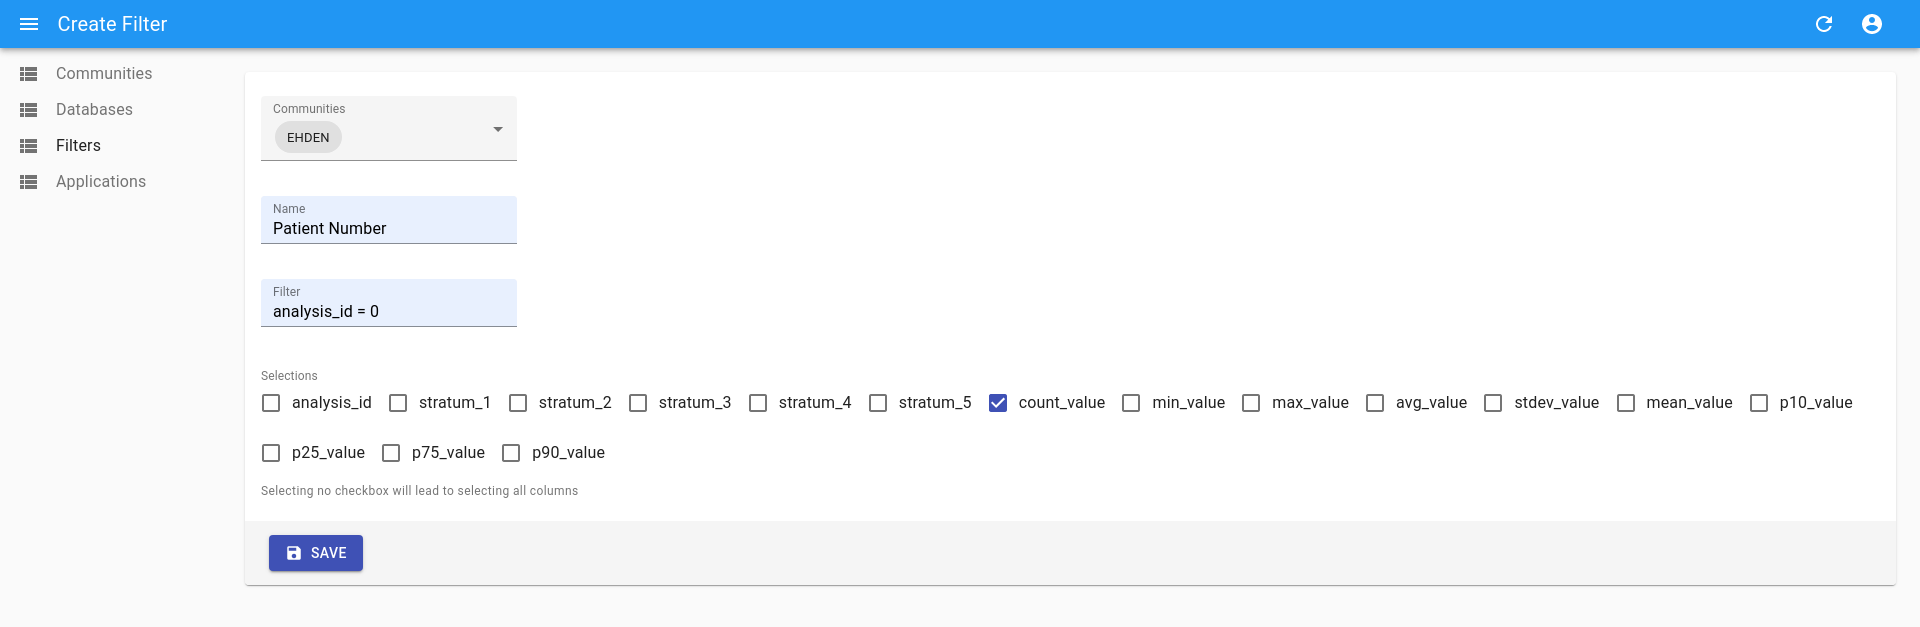 Create Filter
Communities
Databases
Filters
Applications
Communities
EHDEN
Name
Patient Number
Filter
analysis_id = 0
Selections
analysis_id stratum_1 stratum_2 stratum_3 stratum_4 stratum_5 count_value min_value max_value avg_value stdev_value mean_value p10_value
p25_value p75_value p90_value
Selecting no checkbox will lead to selecting all columns
SAVE